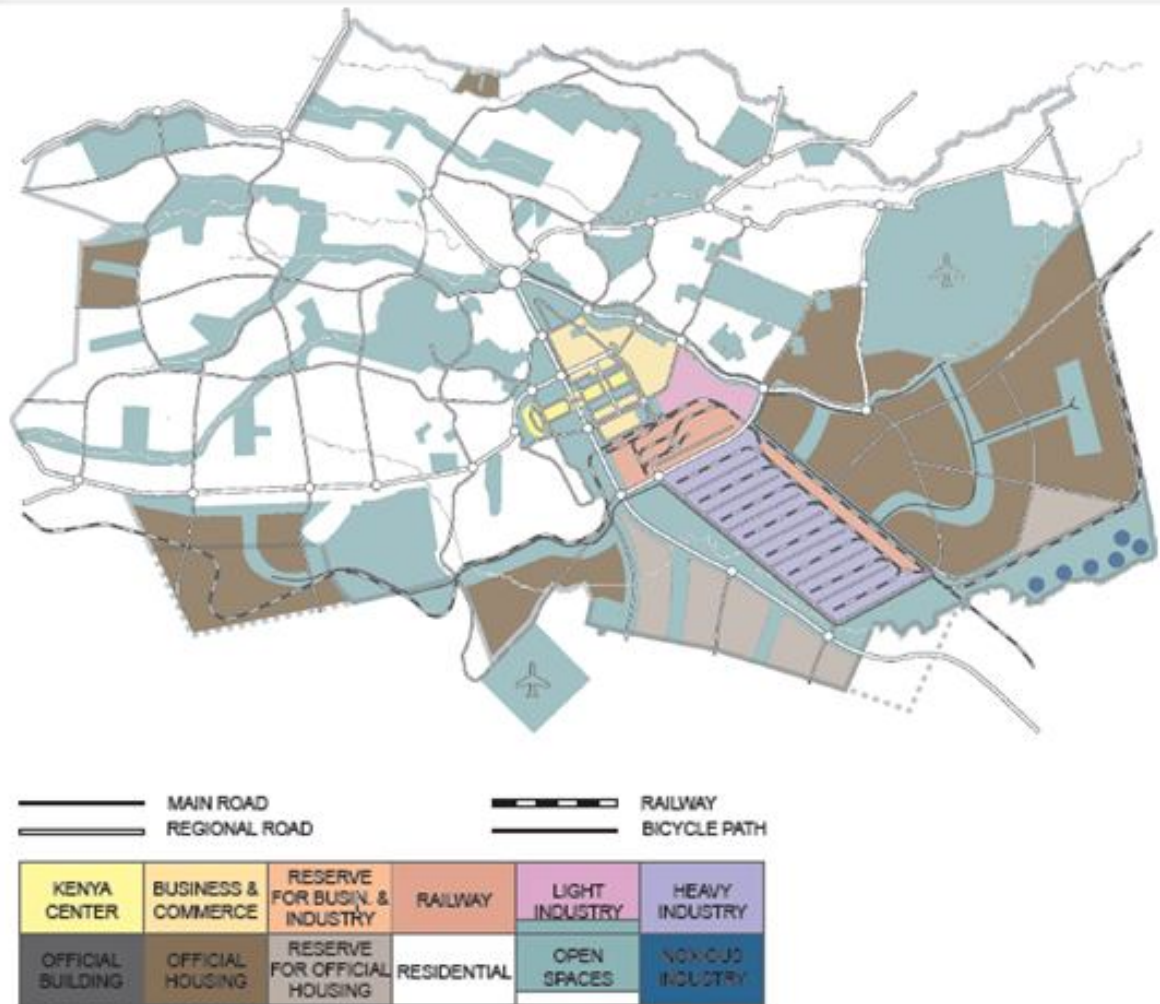 MAIN ROAD
RAILWAY
REGIONAL ROAD
BICYCLE PATH
KENYA
CENTER
BUSINESS &
COMMERCE
RESERVE
FOR BUSIN. &
INDUSTRY
RAILWAY
LIGHT
INDUSTRY
HEAVY
INDUSTRY
OFFICIAL
BUILDING
OFFICIAL
HOUSING
RESERVE
FOR OFFICIAL
HOUSING
RESIDENTIAL
OPEN
SPACES
NOXIOUS
INDUSTRY